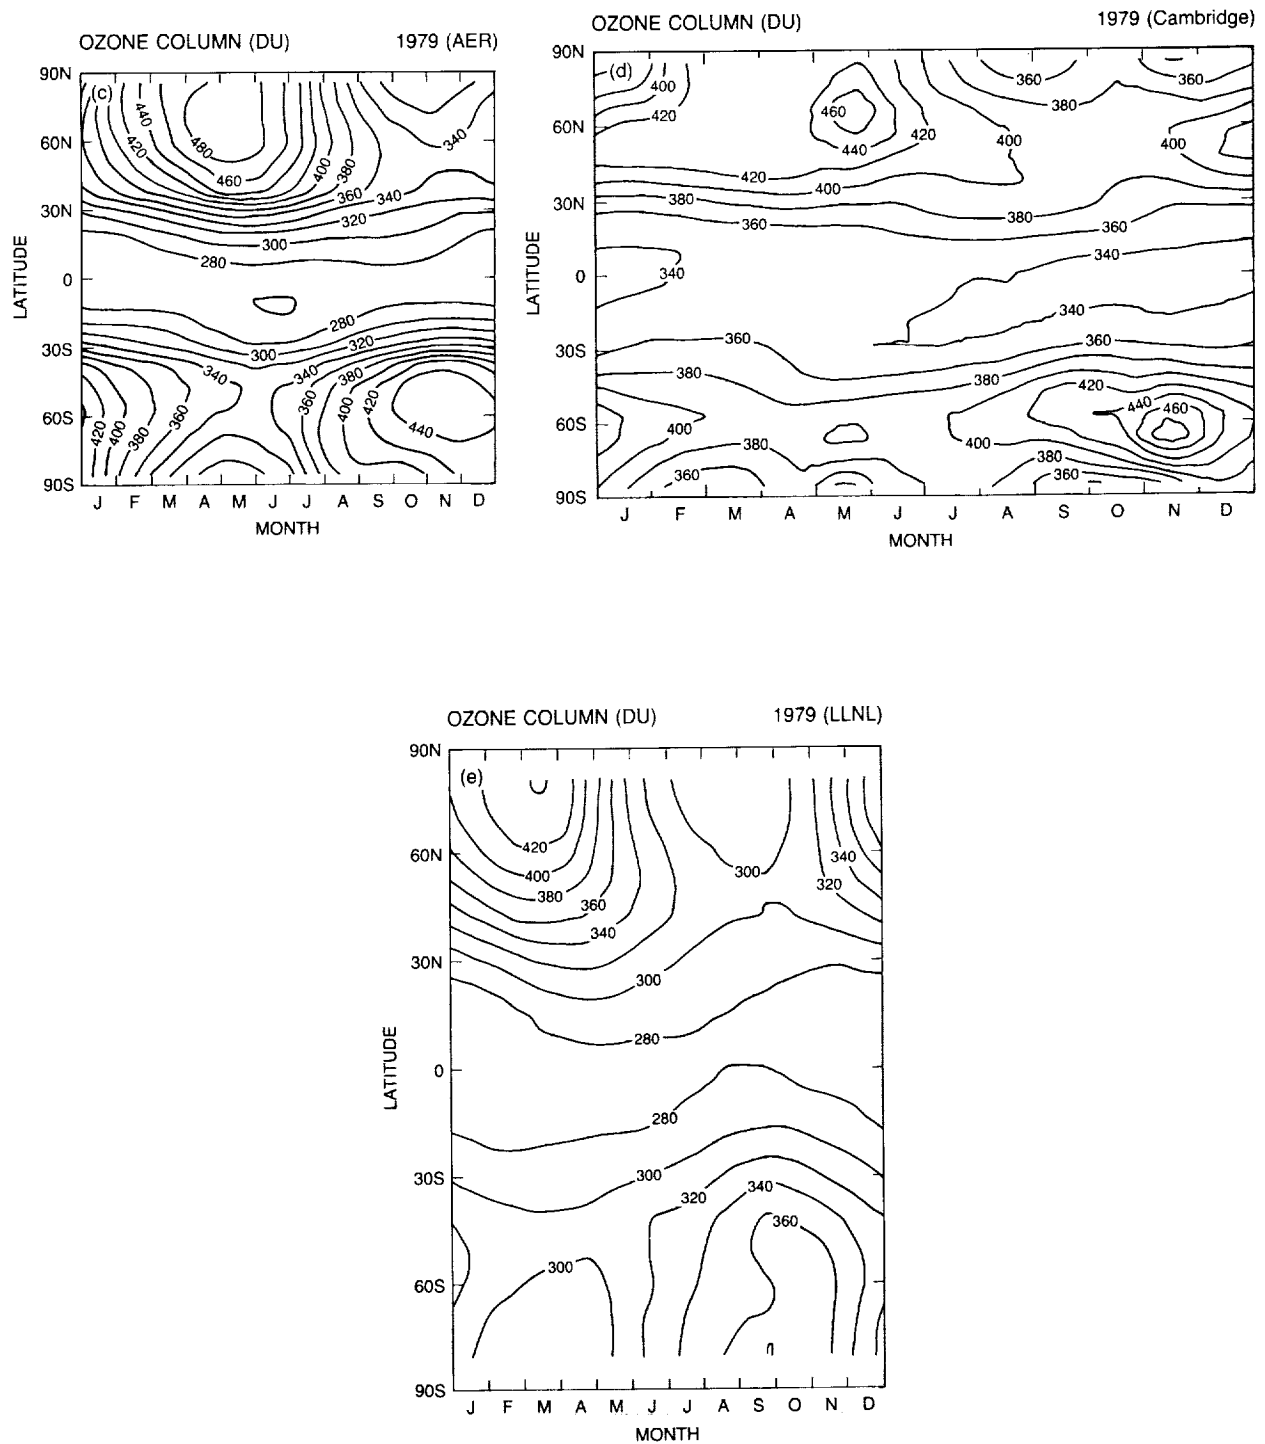 OZONE COLUMN (DU) 1979 (AER)
90N
60N
30N
0
30S
60S
90S
LATITUDE
(c)
440
420
480
460
400
380
360
340
340
320
300
280
280
300
320
340
340
380
360
400
420
440
420
400
380
360
J F M A M J J A S O N D
MONTH
OZONE COLUMN (DU) 1979 (Cambridge)
90N
60N
30N
0
30S
60S
90S
LATITUDE
(d)
400
420
460
440
420
360
380
400
360
400
420
400
380
360
380
360
340
340
340
360
380
360
380
420
440
460
400
380
360
400
380
360
J F M A M J J A S O N D
MONTH
OZONE COLUMN (DU) 1979 (LLNL)
90N
60N
30N
0
30S
60S
90S
LATITUDE
(e)
420
400
380
360
340
300
340
320
300
280
280
300
320
340
360
300
J F M A M J J A S O N D
MONTH